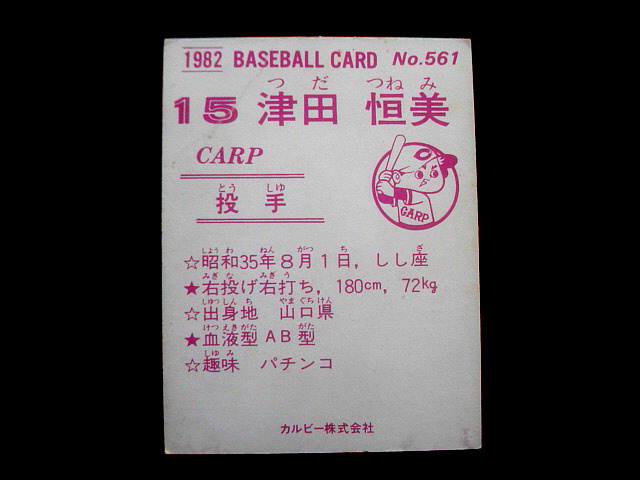 1982 BASEBALL CARD No.561
つだ つねみ
15 津田 恒美
CARP
とう しゅ
投手
CARP
しょうわ ねん がつ ち ざ
☆昭和35年8月1日, しし座
みぎな みぎう
★右投げ右打ち, 180cm, 72kg
しゅっしんち やまぐちけん
☆出身地 山口県
けつえきがた がた
★血液型 AB型
しゅみ
☆趣味 パチンコ
カルビー株式会社